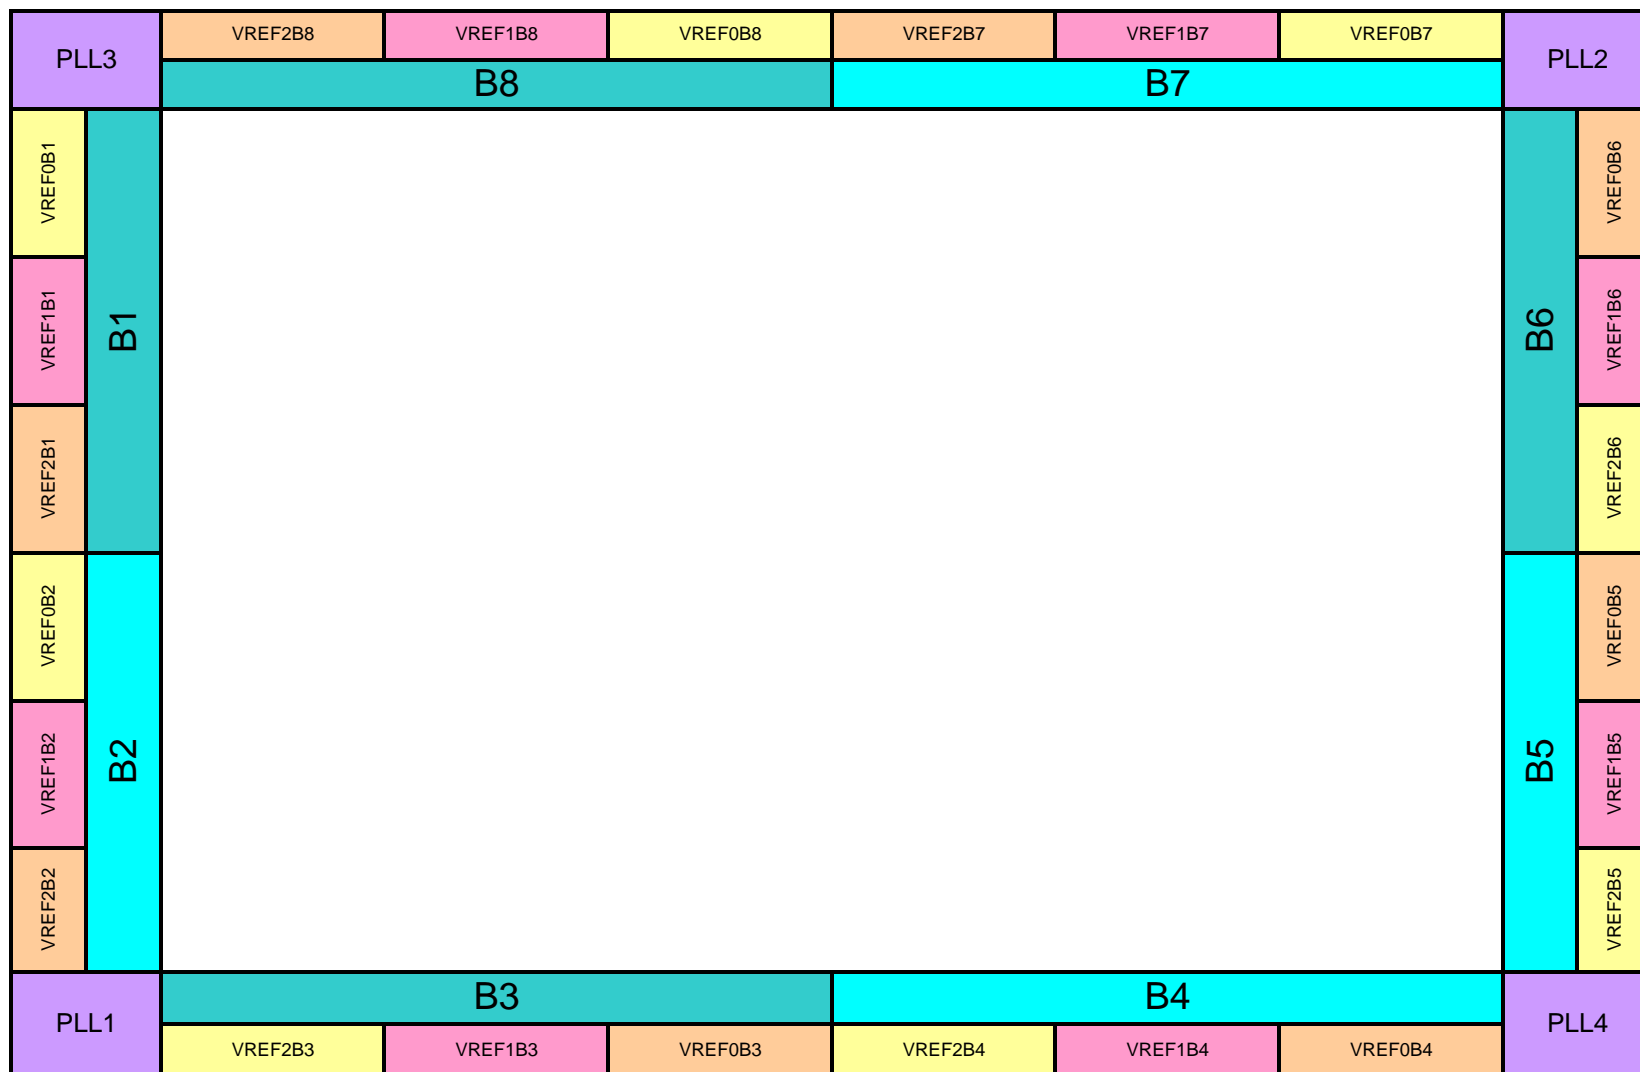 PLL3
VREF2B8
VREF1B8
VREF0B8
VREF2B7
VREF1B7
VREF0B7
PLL2
B8
B7
VREF0B1
VREF1B1
VREF2B1
B1
B6
VREF0B6
VREF1B6
VREF2B6
VREF0B2
VREF1B2
VREF2B2
B2
B5
VREF0B5
VREF1B5
VREF2B5
PLL1
B3
B4
PLL4
VREF2B3
VREF1B3
VREF0B3
VREF2B4
VREF1B4
VREF0B4